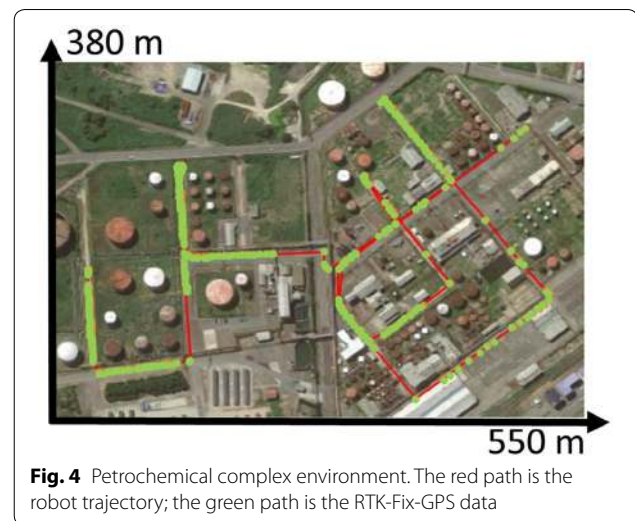 380 m
550 m
Fig. 4 Petrochemical complex environment. The red path is the
robot trajectory; the green path is the RTK-Fix-GPS data